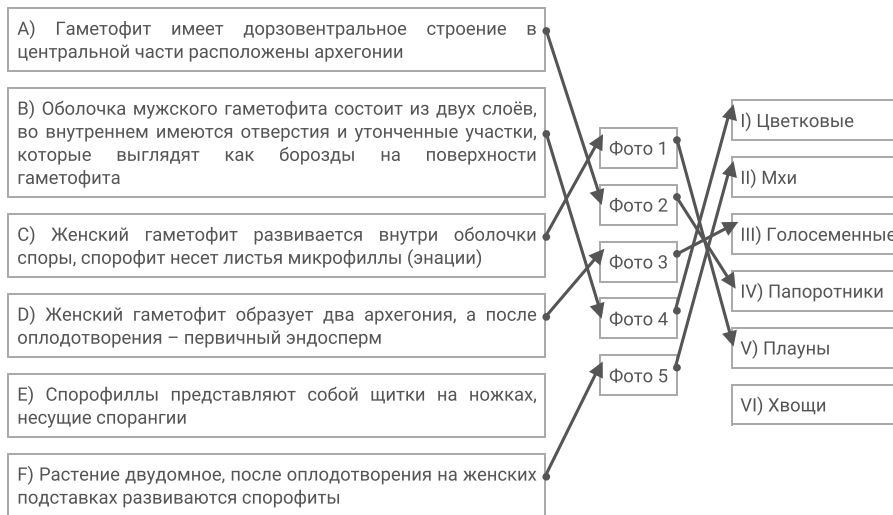 A) Гаметофит имеет дорзовентральное строение в
центральной части расположены архегонии
B) Оболочка мужского гаметофита состоит из двух слоёв,
во внутреннем имеются отверстия и утонченные участки,
которые выглядят как борозды на поверхности
гаметофита
C) Женский гаметофит развивается внутри оболочки
споры, спорофит несет листья микрофиллы (энации)
D) Женский гаметофит образует два архегония, а после
оплодотворения – первичный эндосперм
E) Спорофиллы представляют собой щитки на ножках,
несущие спорангии
F) Растение двудомное, после оплодотворения на женских
подставках развиваются спорофиты
Фото 1
Фото 2
Фото 3
Фото 4
Фото 5
I) Цветковые
II) Мхи
III) Голосеменные
IV) Папоротники
V) Плауны
VI) Хвощи